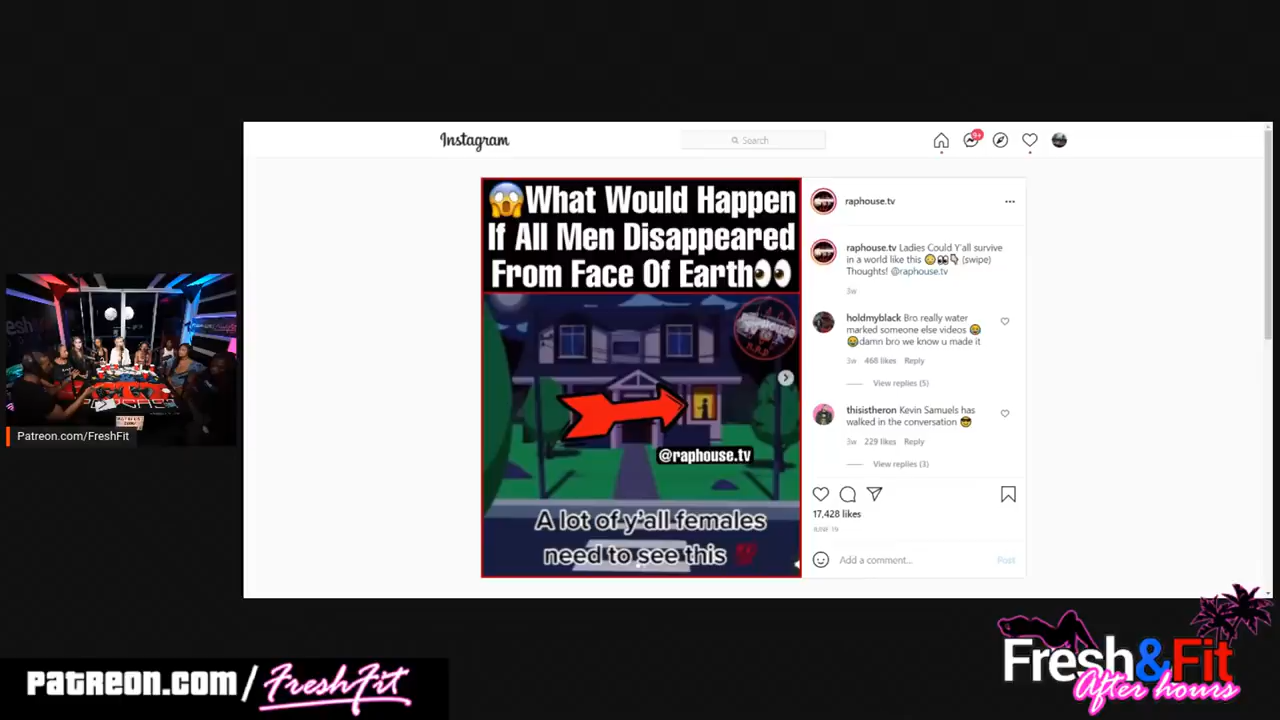 Instagram
Search
9+
😱What Would Happen
If All Men Disappeared
From Face Of Earth👀
@raphouse.tv
A lot of y'all females
need to see this 💯
raphouse.tv
raphouse.tv Ladies Could Y'all survive
in a world like this 😳👀👇 (swipe)
Thoughts! @raphouse.tv
3w
holdmyblack Bro really water
marked someone else videos 😂
😂damn bro we know u made it
3w 468 likes Reply
View replies (5)
thisistheron Kevin Samuels has
walked in the conversation 😎
3w 229 likes Reply
View replies (3)
17,428 likes
JUNE 19
Add a comment...
Post
Patreon.com/FreshFit
Patreon.com/FreshFit
Fresh&Fit
After hours